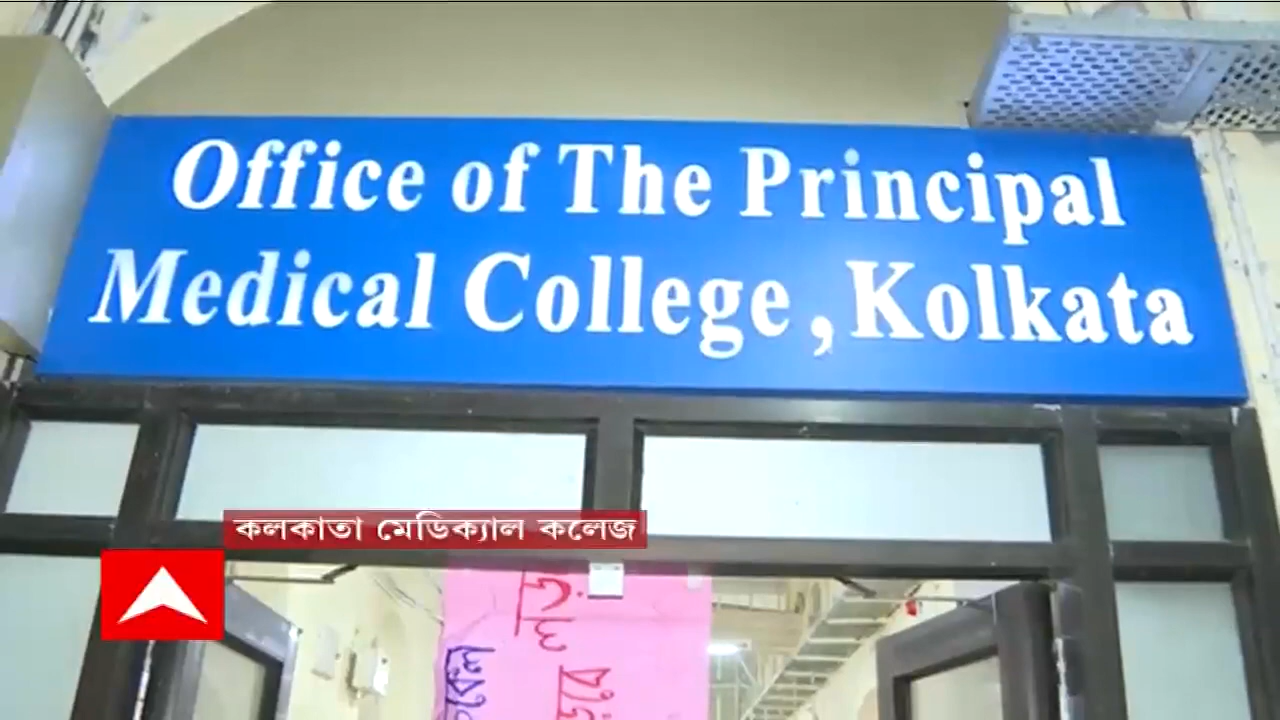 Office of The Principal
Medical College, Kolkata
কলকাতা মেডিক্যাল কলেজ